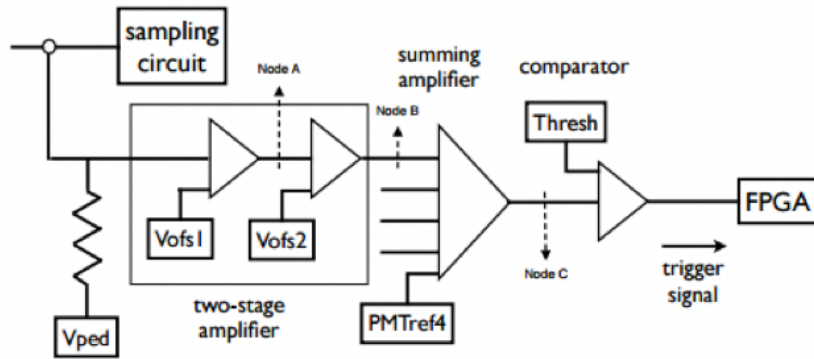 sampling
circuit
Node A
summing
amplifier
comparator
Node B
Thresh
Vofs1
Vofs2
FPGA
Node C
trigger
signal
two-stage
amplifier
Vped
PMTref4